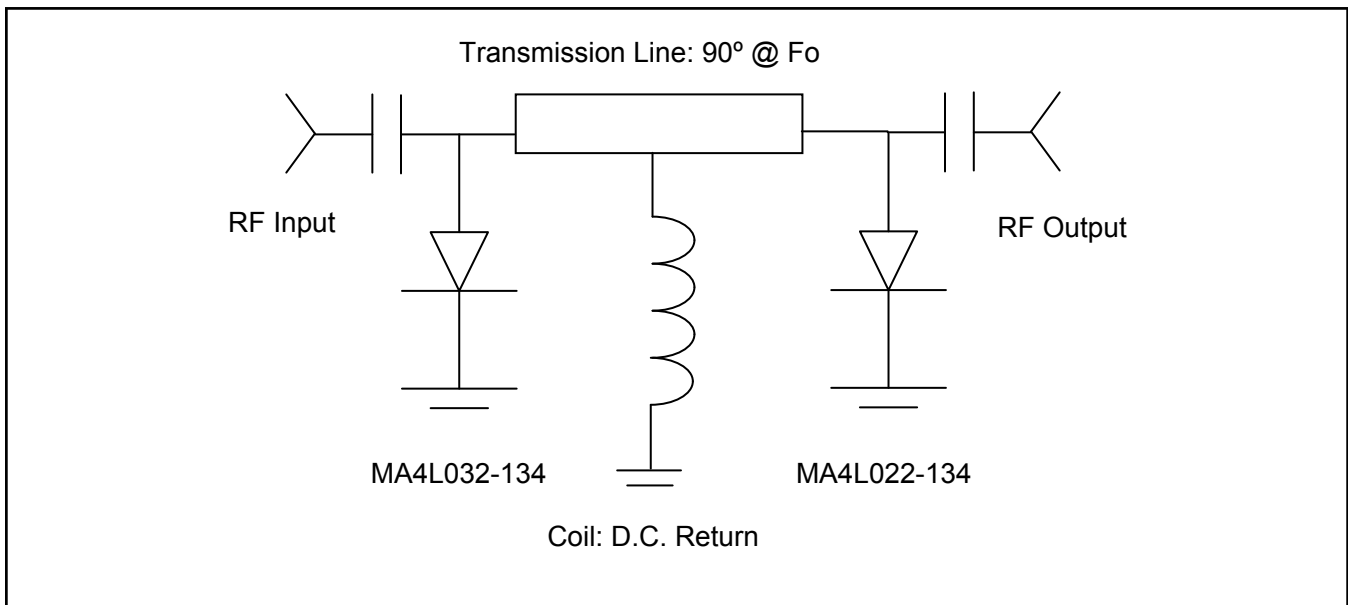 Transmission Line: 90º @ Fo
RF Input
RF Output
MA4L032-134
MA4L022-134
Coil: D.C. Return